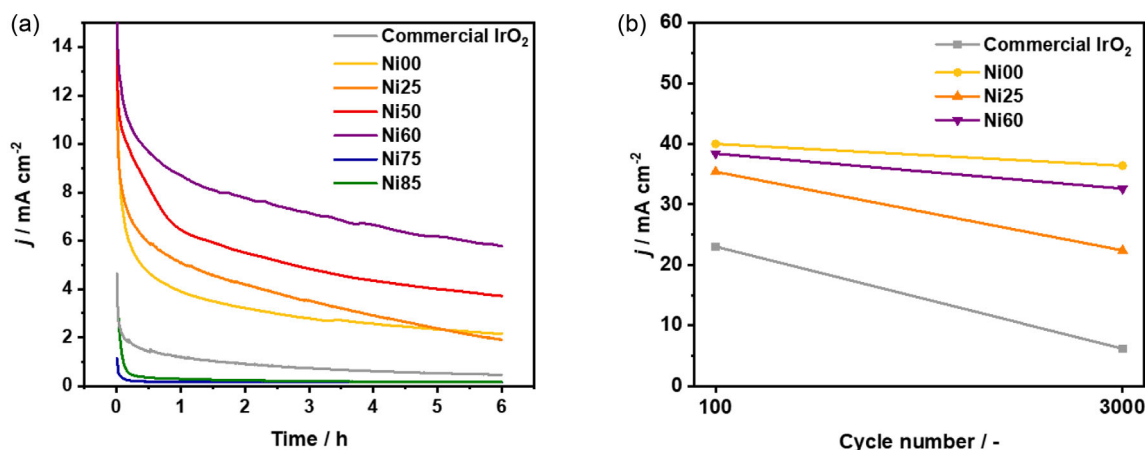 (a)
j / mA cm⁻²
14
12
10
8
6
4
2
0
Commercial IrO₂
Ni00
Ni25
Ni50
Ni60
Ni75
Ni85
0 1 2 3 4 5 6
Time / h
(b)
j / mA cm⁻²
60
50
40
30
20
10
0
Commercial IrO₂
Ni00
Ni25
Ni60
100 3000
Cycle number / -